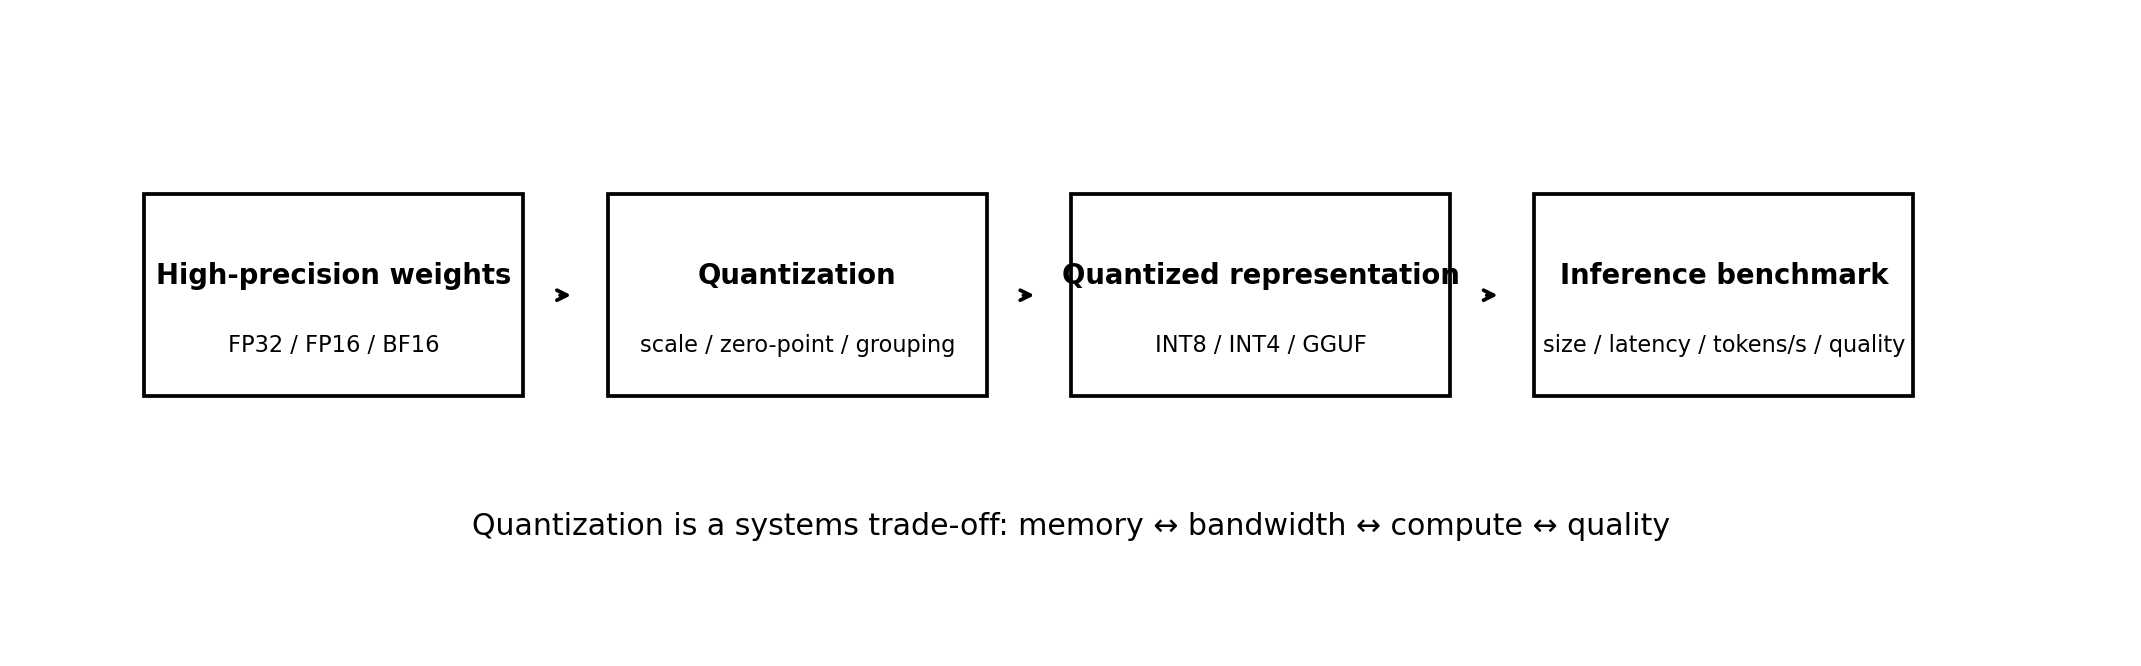 High-precision weights
FP32 / FP16 / BF16
Quantization
scale / zero-point / grouping
Quantized representation
INT8 / INT4 / GGUF
Inference benchmark
size / latency / tokens/s / quality
Quantization is a systems trade-off: memory ↔ bandwidth ↔ compute ↔ quality